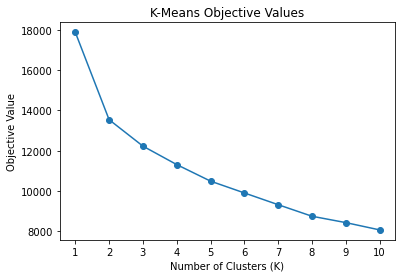 K-Means Objective Values
18000
16000
14000
12000
10000
8000
Objective Value
1 2 3 4 5 6 7 8 9 10
Number of Clusters (K)